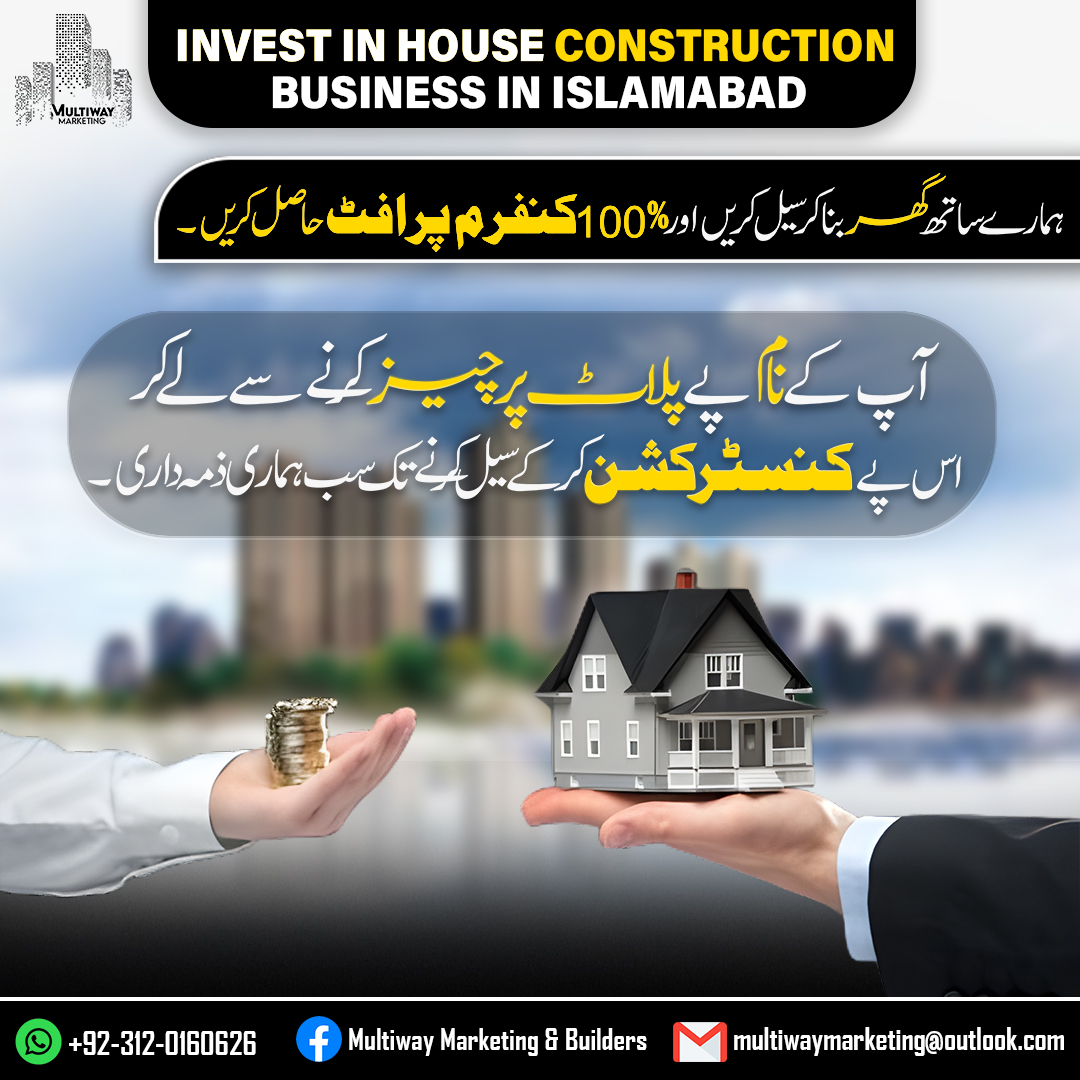 MULTIWAY
MARKETING
INVEST IN HOUSE CONSTRUCTION
BUSINESS IN ISLAMABAD
ہمارے ساتھ گھر بنا کر سیل کریں اور 100% کنفرم پرافٹ حاصل کریں۔
آپ کے نام پے پلاٹ پرچیز کرنے سے لے کر
اس پے کنسٹرکشن کر کے سیل کرنے تک سب ہماری ذمہ داری۔
+92-312-0160626
Multiway Marketing & Builders
multiwaymarketing@outlook.com